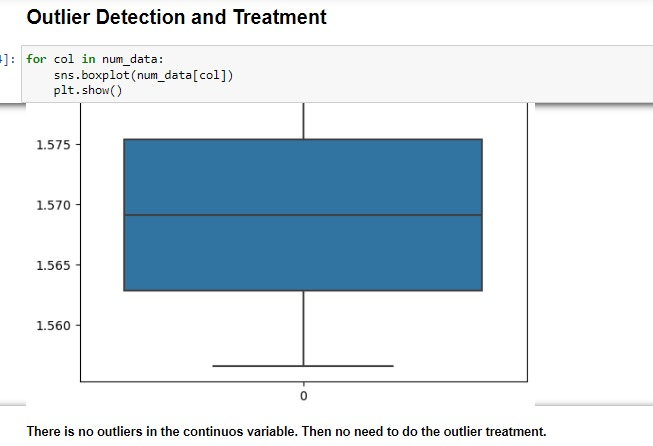 Outlier Detection and Treatment
]: for col in num_data:
sns.boxplot(num_data[col])
plt.show()
1.575
1.570
1.565
1.560
0
There is no outliers in the continuos variable. Then no need to do the outlier treatment.